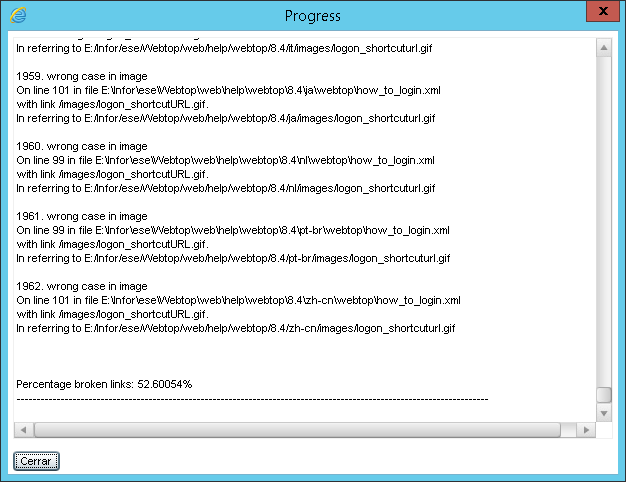 Progress
x
In referring to E:/Infor/ese/Webtop/web/help/webtop/8.4/it/images/logon_shortcuturl.gif
1959. wrong case in image
On line 101 in file E:\Infor\ese\Webtop\web\help\webtop\8.4\ja\webtop\how_to_login.xml
with link /images/logon_shortcutURL.gif.
In referring to E:/Infor/ese/Webtop/web/help/webtop/8.4/ja/images/logon_shortcuturl.gif
1960. wrong case in image
On line 99 in file E:\Infor\ese\Webtop\web\help\webtop\8.4\nl\webtop\how_to_login.xml
with link /images/logon_shortcutURL.gif.
In referring to E:/Infor/ese/Webtop/web/help/webtop/8.4/nl/images/logon_shortcuturl.gif
1961. wrong case in image
On line 99 in file E:\Infor\ese\Webtop\web\help\webtop\8.4\pt-br\webtop\how_to_login.xml
with link /images/logon_shortcutURL.gif.
In referring to E:/Infor/ese/Webtop/web/help/webtop/8.4/pt-br/images/logon_shortcuturl.gif
1962. wrong case in image
On line 101 in file E:\Infor\ese\Webtop\web\help\webtop\8.4\zh-cn\webtop\how_to_login.xml
with link /images/logon_shortcutURL.gif.
In referring to E:/Infor/ese/Webtop/web/help/webtop/8.4/zh-cn/images/logon_shortcuturl.gif
Percentage broken links: 52.60054%
----------------------------------------------------------------------------------------------------------------------
Cerrar